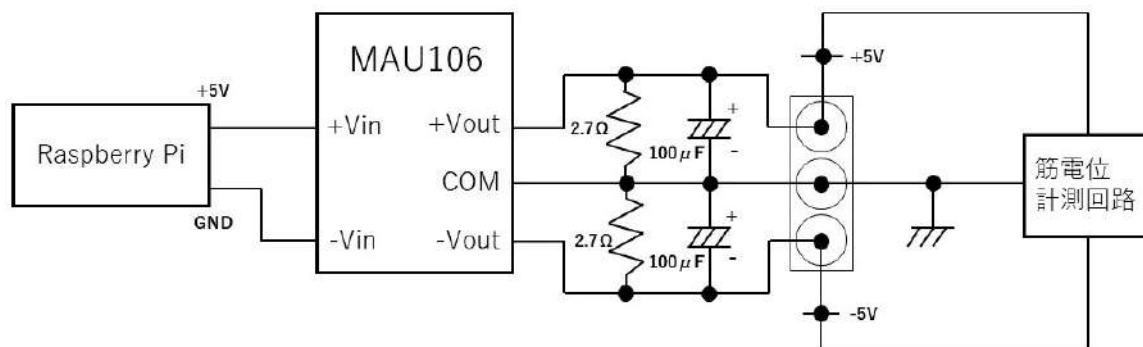 MAU106
+5V
+5V
+Vin
+Vout
2.7Ω
+
100μF
-
Raspberry Pi
COM
筋電位
計測回路
GND
-Vin
-Vout
2.7Ω
+
100μF
-
-5V